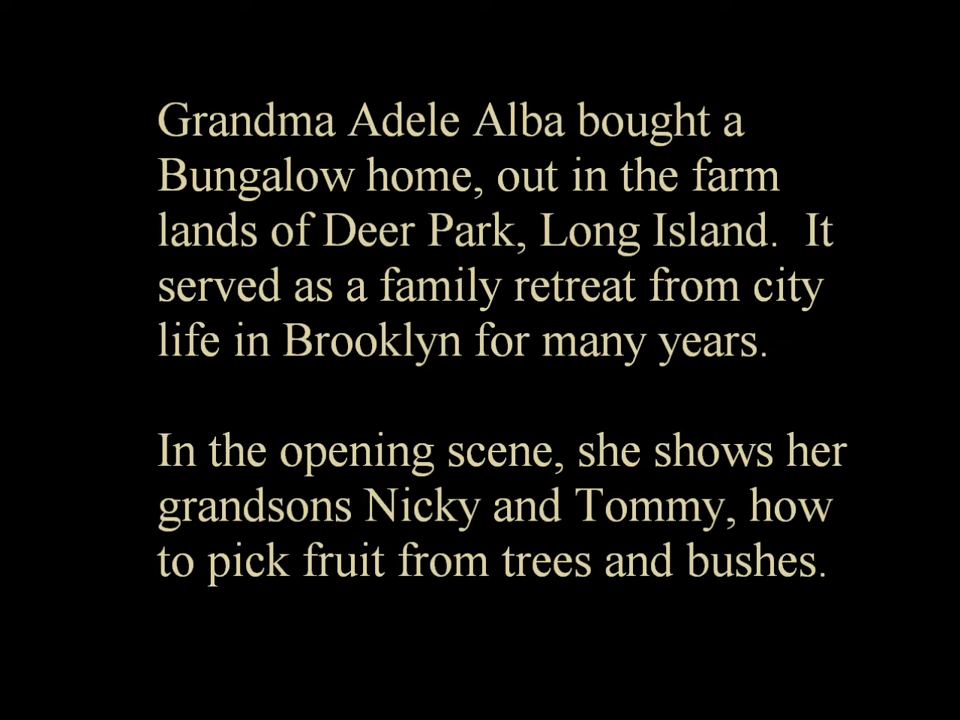 Grandma Adele Alba bought a
Bungalow home, out in the farm
lands of Deer Park, Long Island.  It
served as a family retreat from city
life in Brooklyn for many years.
In the opening scene, she shows her
grandsons Nicky and Tommy, how
to pick fruit from trees and bushes.